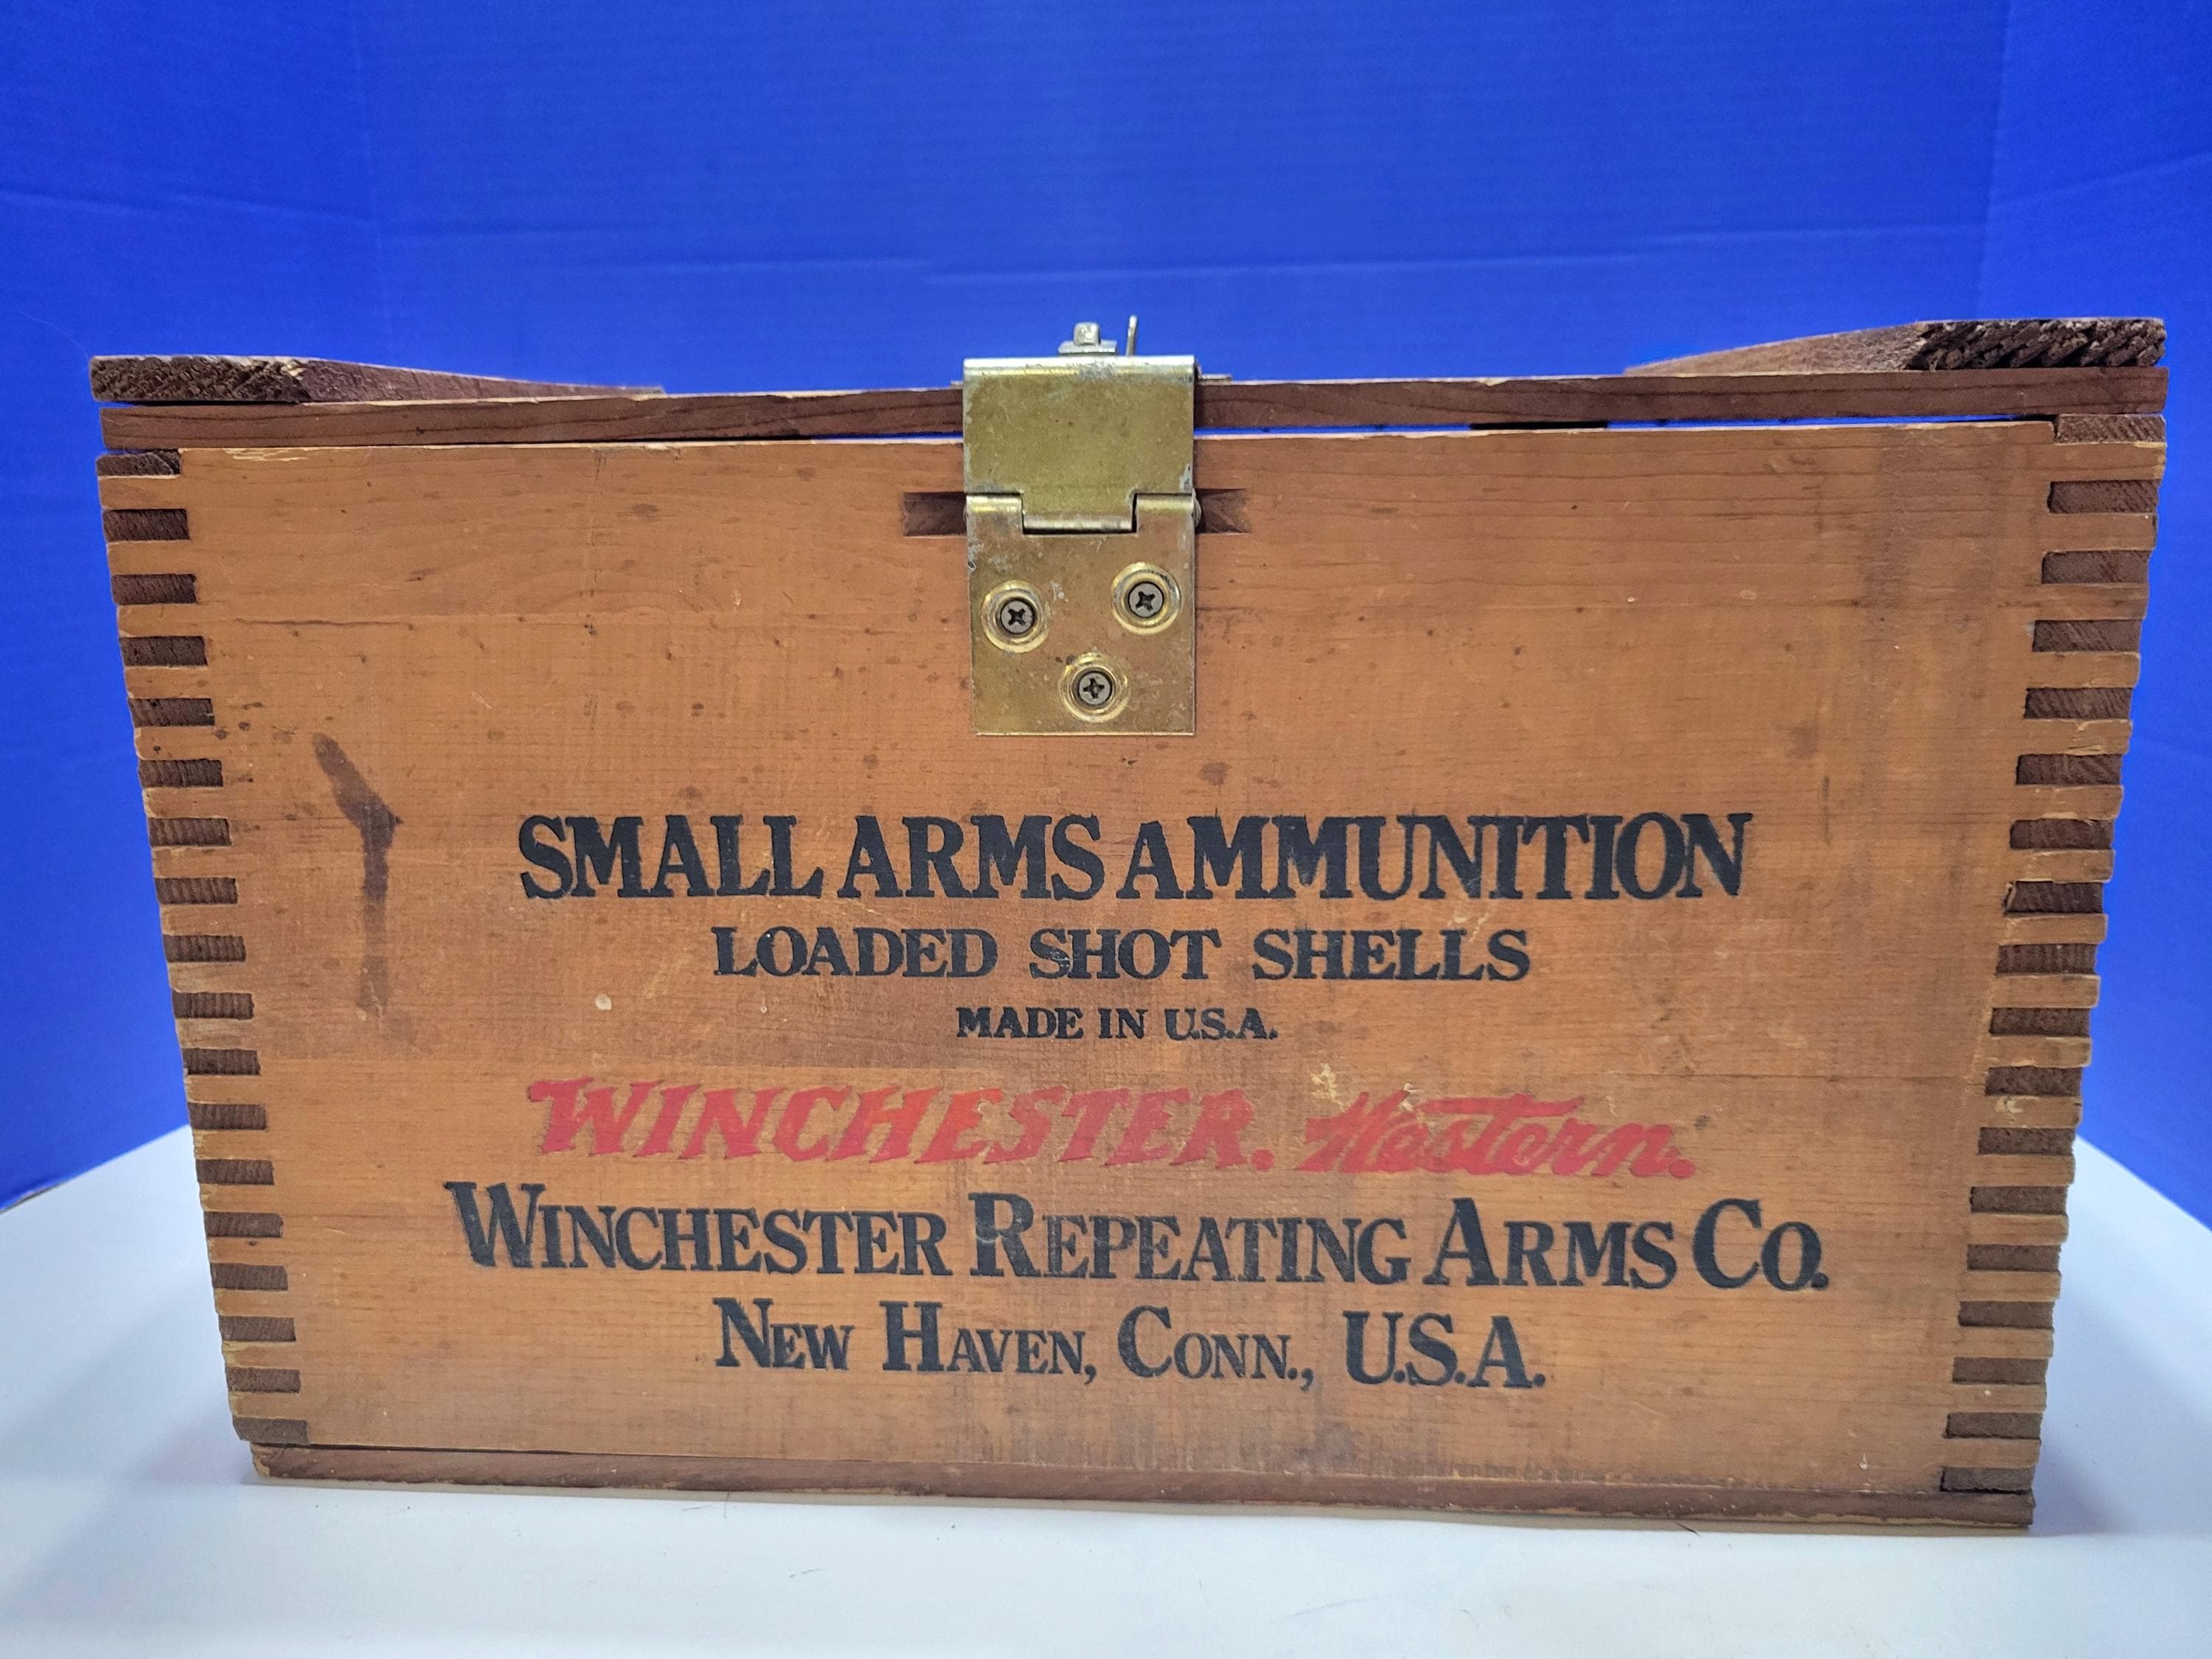 SMALL ARMS AMMUNITION
LOADED SHOT SHELLS
MADE IN U.S.A.
WINCHESTER. Western.
WINCHESTER REPEATING ARMS CO.
NEW HAVEN, CONN., U.S.A.